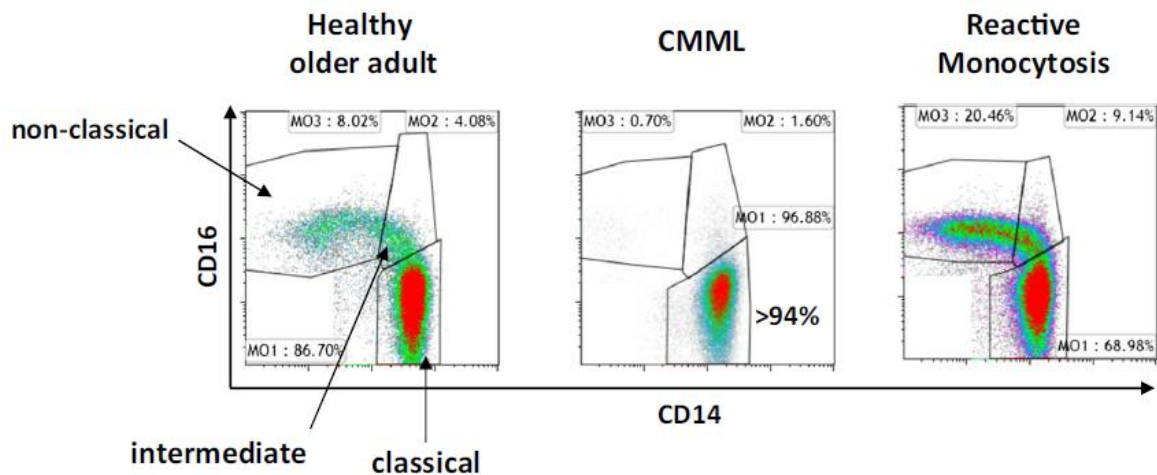 Healthy
older adult
CMML
Reactive
Monocytosis
non-classical
MO3 : 8.02%
MO2 : 4.08%
MO1 : 86.70%
MO3 : 0.70%
MO2 : 1.60%
MO1 : 96.88%
>94%
MO3 : 20.46%
MO2 : 9.14%
MO1 : 68.98%
CD16
CD14
intermediate
classical